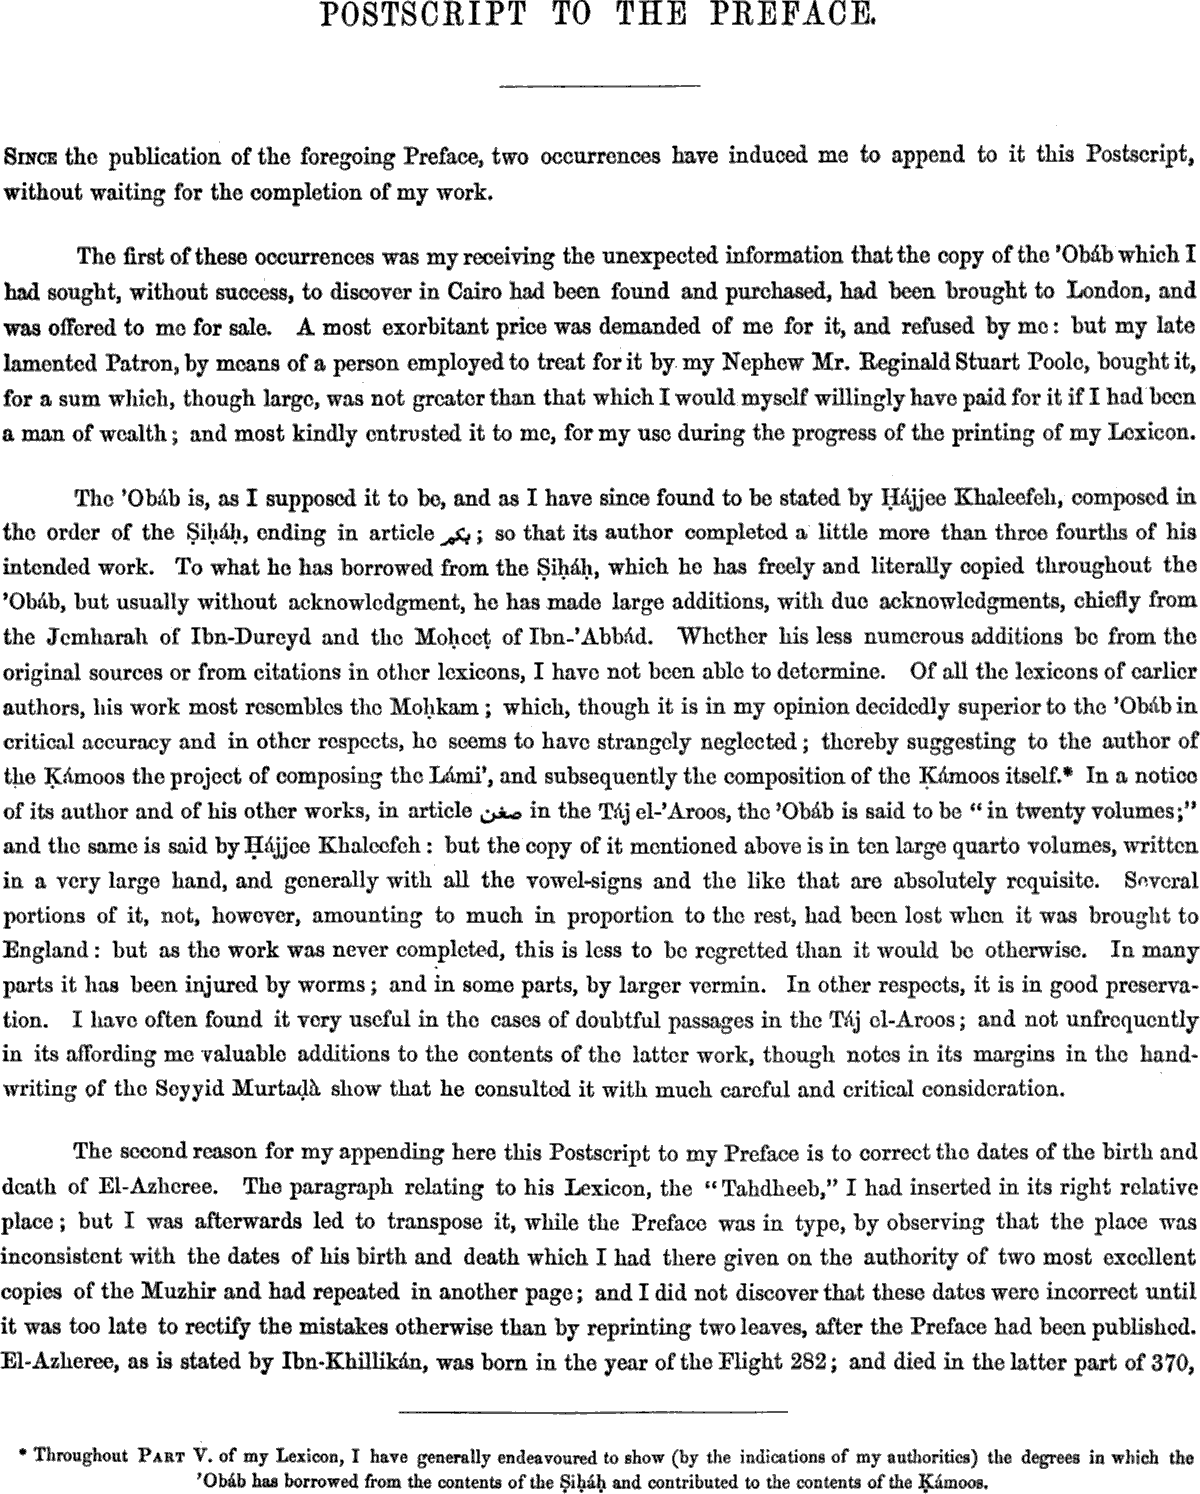 POSTSCRIPT TO THE PREFACE.
SINCE the publication of the foregoing Preface, two occurrences have induced me to append to it this Postscript,
without waiting for the completion of my work.
The first of these occurrences was my receiving the unexpected information that the copy of the ’Obáb which I
had sought, without success, to discover in Cairo had been found and purchased, had been brought to London, and
was offered to me for sale. A most exorbitant price was demanded of me for it, and refused by me: but my late
lamented Patron, by means of a person employed to treat for it by my Nephew Mr. Reginald Stuart Poole, bought it,
for a sum which, though large, was not greater than that which I would myself willingly have paid for it if I had been
a man of wealth; and most kindly entrusted it to me, for my use during the progress of the printing of my Lexicon.
The ’Obáb is, as I supposed it to be, and as I have since found to be stated by Ḥájjee Khaleefeh, composed in
the order of the Ṣiḥáḥ, ending in article بكم; so that its author completed a little more than three fourths of his
intended work. To what he has borrowed from the Ṣiḥáḥ, which he has freely and literally copied throughout the
’Obáb, but usually without acknowledgment, he has made large additions, with due acknowledgments, chiefly from
the Jemharah of Ibn-Dureyd and the Moḥeeṭ of Ibn-’Abbád. Whether his less numerous additions be from the
original sources or from citations in other lexicons, I have not been able to determine. Of all the lexicons of earlier
authors, his work most resembles the Moḥkam; which, though it is in my opinion decidedly superior to the ’Obáb in
critical accuracy and in other respects, he seems to have strangely neglected; thereby suggesting to the author of
the Ḳámoos the project of composing the Lámi’, and subsequently the composition of the Ḳámoos itself.* In a notice
of its author and of his other works, in article صغن in the Táj el-’Aroos, the ’Obáb is said to be “in twenty volumes;”
and the same is said by Ḥájjee Khaleefeh: but the copy of it mentioned above is in ten large quarto volumes, written
in a very large hand, and generally with all the vowel-signs and the like that are absolutely requisite. Several
portions of it, not, however, amounting to much in proportion to the rest, had been lost when it was brought to
England: but as the work was never completed, this is less to be regretted than it would be otherwise. In many
parts it has been injured by worms; and in some parts, by larger vermin. In other respects, it is in good preserva-
tion. I have often found it very useful in the cases of doubtful passages in the Táj el-Aroos; and not unfrequently
in its affording me valuable additions to the contents of the latter work, though notes in its margins in the hand-
writing of the Seyyid Murtaḍà show that he consulted it with much careful and critical consideration.
The second reason for my appending here this Postscript to my Preface is to correct the dates of the birth and
death of El-Azheree. The paragraph relating to his Lexicon, the “Tahdheeb,” I had inserted in its right relative
place; but I was afterwards led to transpose it, while the Preface was in type, by observing that the place was
inconsistent with the dates of his birth and death which I had there given on the authority of two most excellent
copies of the Muzhir and had repeated in another page; and I did not discover that these dates were incorrect until
it was too late to rectify the mistakes otherwise than by reprinting two leaves, after the Preface had been published.
El-Azheree, as is stated by Ibn-Khillikán, was born in the year of the Flight 282; and died in the latter part of 370,
* Throughout PART V. of my Lexicon, I have generally endeavoured to show (by the indications of my authorities) the degrees in which the
’Obáb has borrowed from the contents of the Ṣiḥáḥ and contributed to the contents of the Ḳámoos.